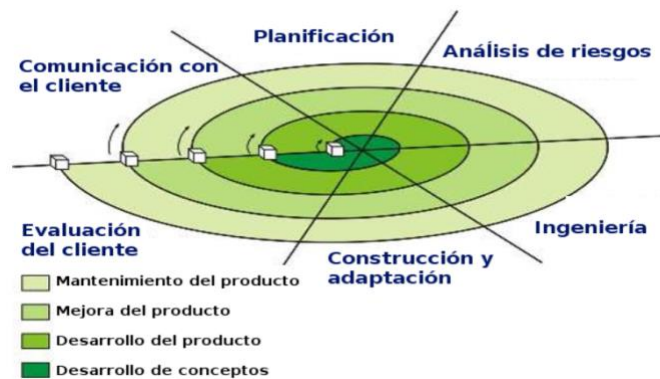 Planificación
Análisis de riesgos
Comunicación con
el cliente
Evaluación
del cliente
Ingeniería
Construcción y
adaptación
Mantenimiento del producto
Mejora del producto
Desarrollo del producto
Desarrollo de conceptos